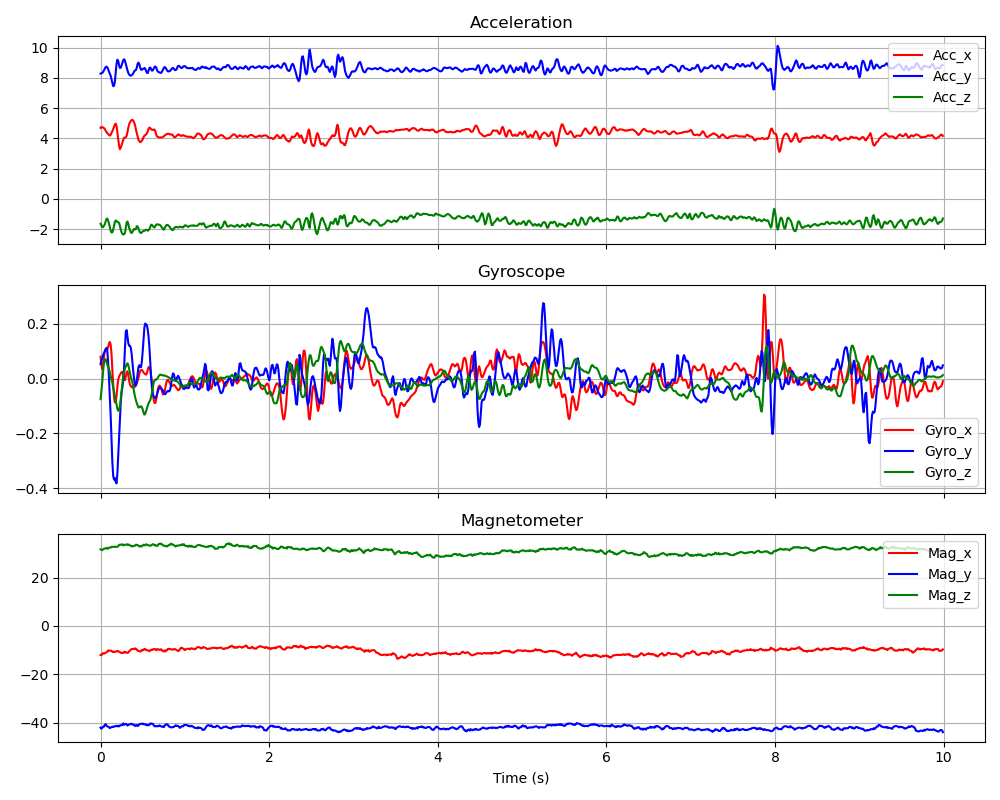 Acceleration
10
8
6
4
2
0
−2
Acc_x
Acc_y
Acc_z
Gyroscope
0.2
0.0
−0.2
−0.4
Gyro_x
Gyro_y
Gyro_z
Magnetometer
20
0
−20
−40
Mag_x
Mag_y
Mag_z
0 2 4 6 8 10
Time (s)